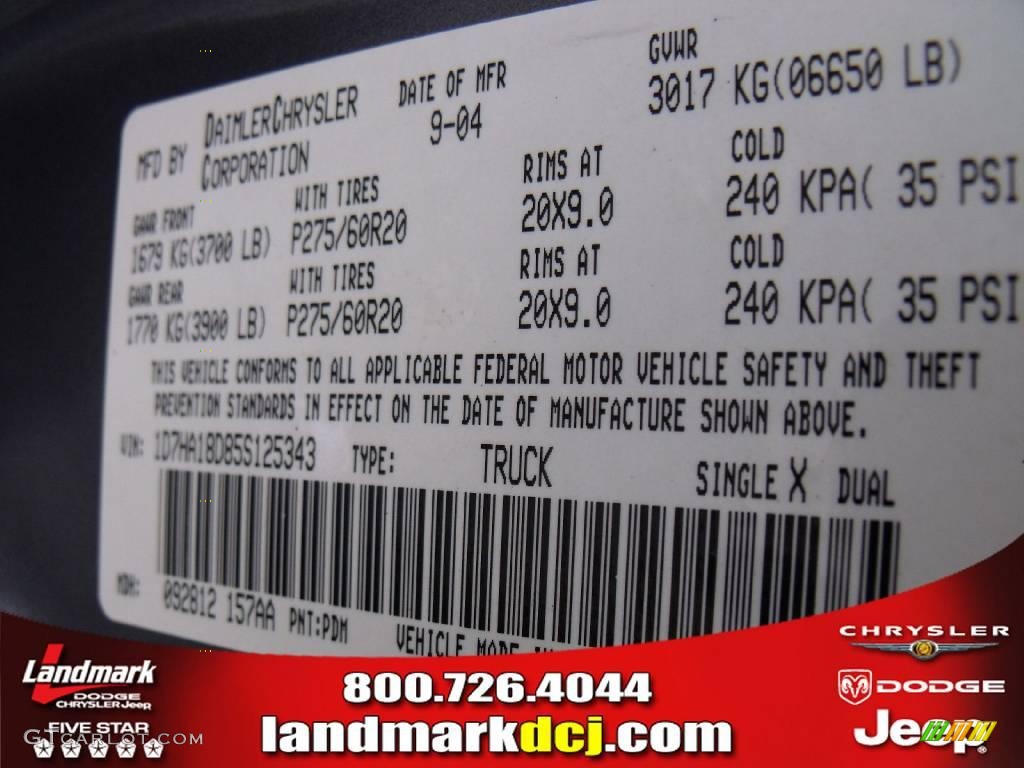 MFD BY DAIMLERCHRYSLER CORPORATION
DATE OF MFR
9-04
GVWR
3017 KG(06650 LB)
GAWR FRONT
1679 KG(3700 LB)
WITH TIRES
P275/60R20
RIMS AT
20X9.0
COLD
240 KPA( 35 PSI
GAWR REAR
1770 KG(3900 LB)
WITH TIRES
P275/60R20
RIMS AT
20X9.0
COLD
240 KPA( 35 PSI
THIS VEHICLE CONFORMS TO ALL APPLICABLE FEDERAL MOTOR VEHICLE SAFETY AND THEFT
PREVENTION STANDARDS IN EFFECT ON THE DATE OF MANUFACTURE SHOWN ABOVE.
VIN: 1D7HA18D85S125343 TYPE: TRUCK SINGLE X DUAL
MDH: 092812 157AA PNT:PDM
VEHICLE MADE IN
Landmark
DODGE
CHRYSLER Jeep
FIVE STAR
GTcarlot.com
800.726.4044
landmarkdcj.com
CHRYSLER
DODGE
Jeep